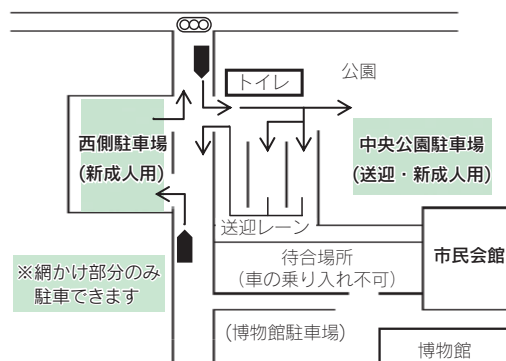 トイレ
公園
西側駐車場
(新成人用)
中央公園駐車場
(送迎・新成人用)
送迎レーン
待合場所
(車の乗り入れ不可)
市民会館
※網かけ部分のみ
駐車できます
(博物館駐車場)
博物館